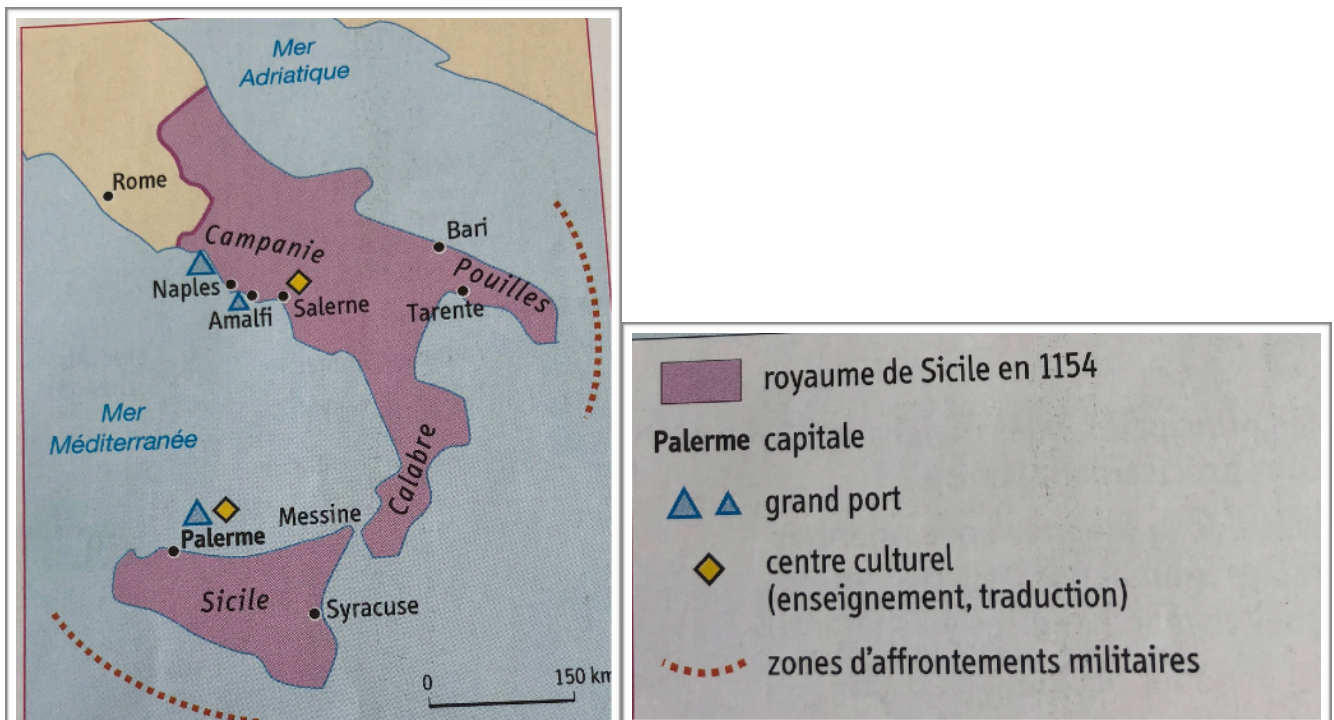 Mer
Adriatique
Rome
Campanie
Bari
Pouilles
Naples
Salerne
Amalfi
Tarente
Mer
Méditerranée
Calabre
Messine
Palerme
Sicile
Syracuse
0 150 km
royaume de Sicile en 1154
Palerme capitale
grand port
centre culturel
(enseignement, traduction)
zones d'affrontements militaires